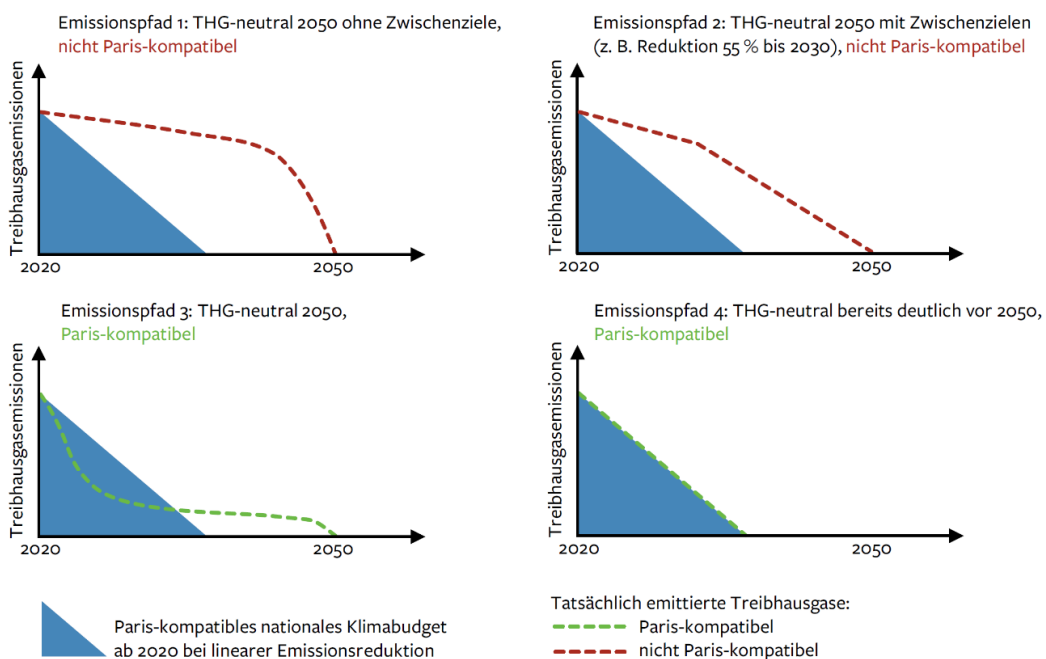 Emissionspfad 1: THG-neutral 2050 ohne Zwischenziele,
nicht Paris-kompatibel
Treibhausgasemissionen
2020
2050
Emissionspfad 2: THG-neutral 2050 mit Zwischenzielen
(z. B. Reduktion 55 % bis 2030), nicht Paris-kompatibel
Treibhausgasemissionen
2020
2050
Emissionspfad 3: THG-neutral 2050,
Paris-kompatibel
Treibhausgasemissionen
2020
2050
Emissionspfad 4: THG-neutral bereits deutlich vor 2050,
Paris-kompatibel
Treibhausgasemissionen
2020
2050
Paris-kompatibles nationales Klimabudget
ab 2020 bei linearer Emissionsreduktion
Tatsächlich emittierte Treibhausgase:
Paris-kompatibel
nicht Paris-kompatibel